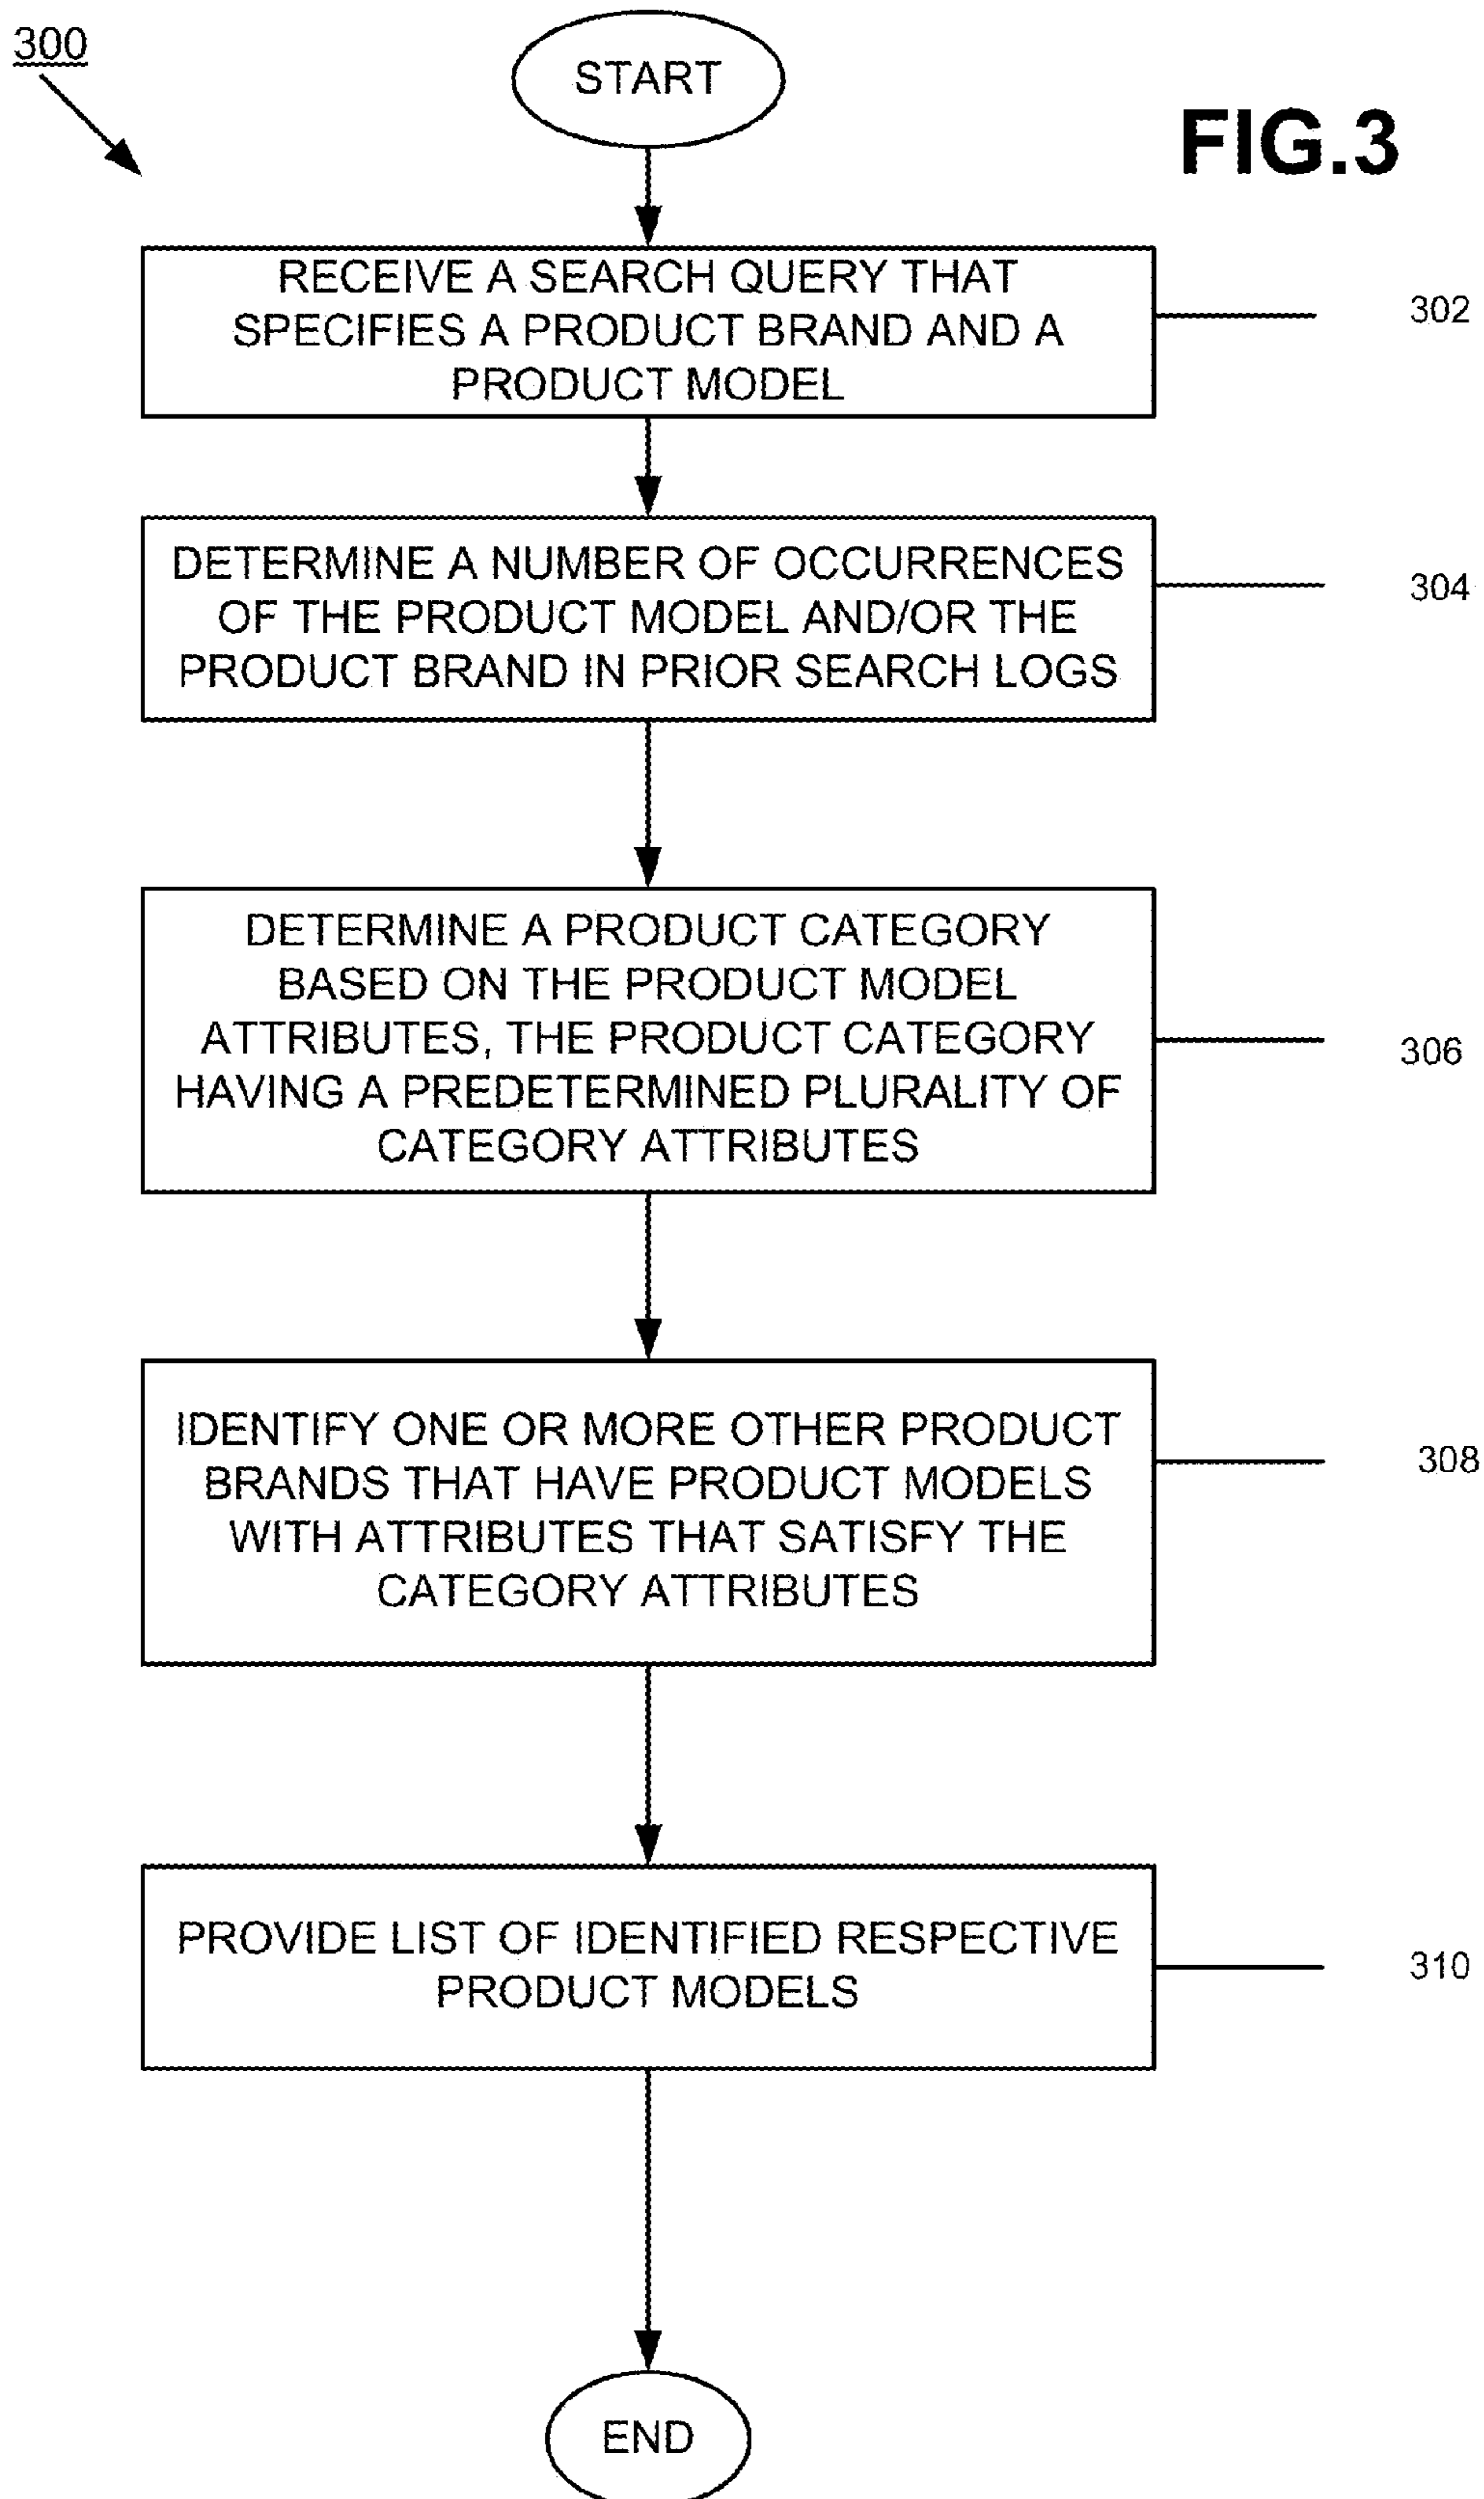 300
START
FIG.3
RECEIVE A SEARCH QUERY THAT
SPECIFIES A PRODUCT BRAND AND A
PRODUCT MODEL
302
DETERMINE A NUMBER OF OCCURRENCES
OF THE PRODUCT MODEL AND/OR THE
PRODUCT BRAND IN PRIOR SEARCH LOGS
304
DETERMINE A PRODUCT CATEGORY
BASED ON THE PRODUCT MODEL
ATTRIBUTES, THE PRODUCT CATEGORY
HAVING A PREDETERMINED PLURALITY OF
CATEGORY ATTRIBUTES
306
IDENTIFY ONE OR MORE OTHER PRODUCT
BRANDS THAT HAVE PRODUCT MODELS
WITH ATTRIBUTES THAT SATISFY THE
CATEGORY ATTRIBUTES
308
PROVIDE LIST OF IDENTIFIED RESPECTIVE
PRODUCT MODELS
310
END